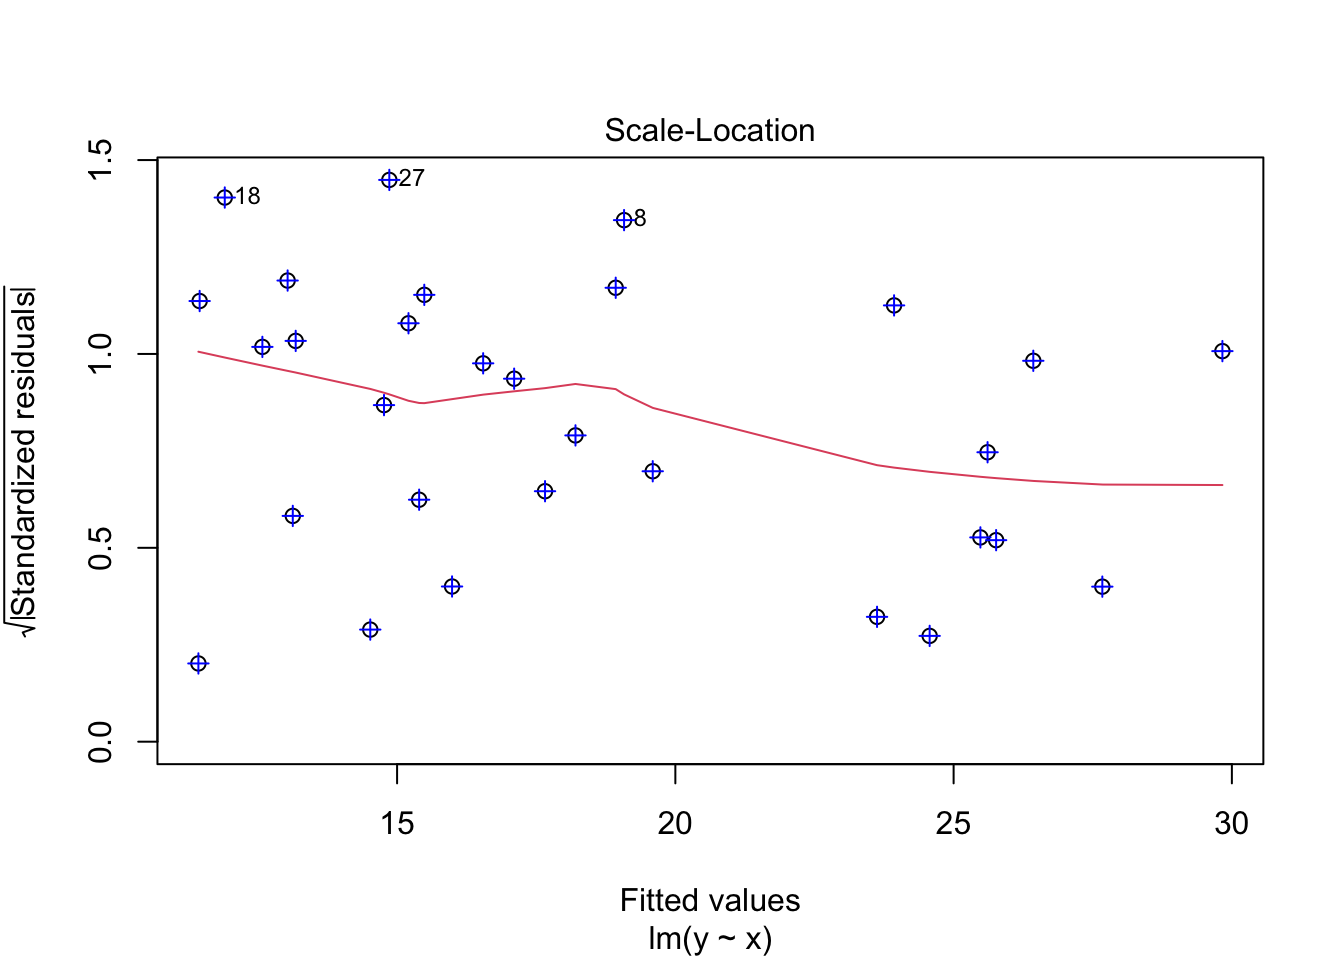 Scale-Location
√|Standardized residuals|
1.5
1.0
0.5
0.0
18
27
8
15 20 25 30
Fitted values
lm(y ~ x)